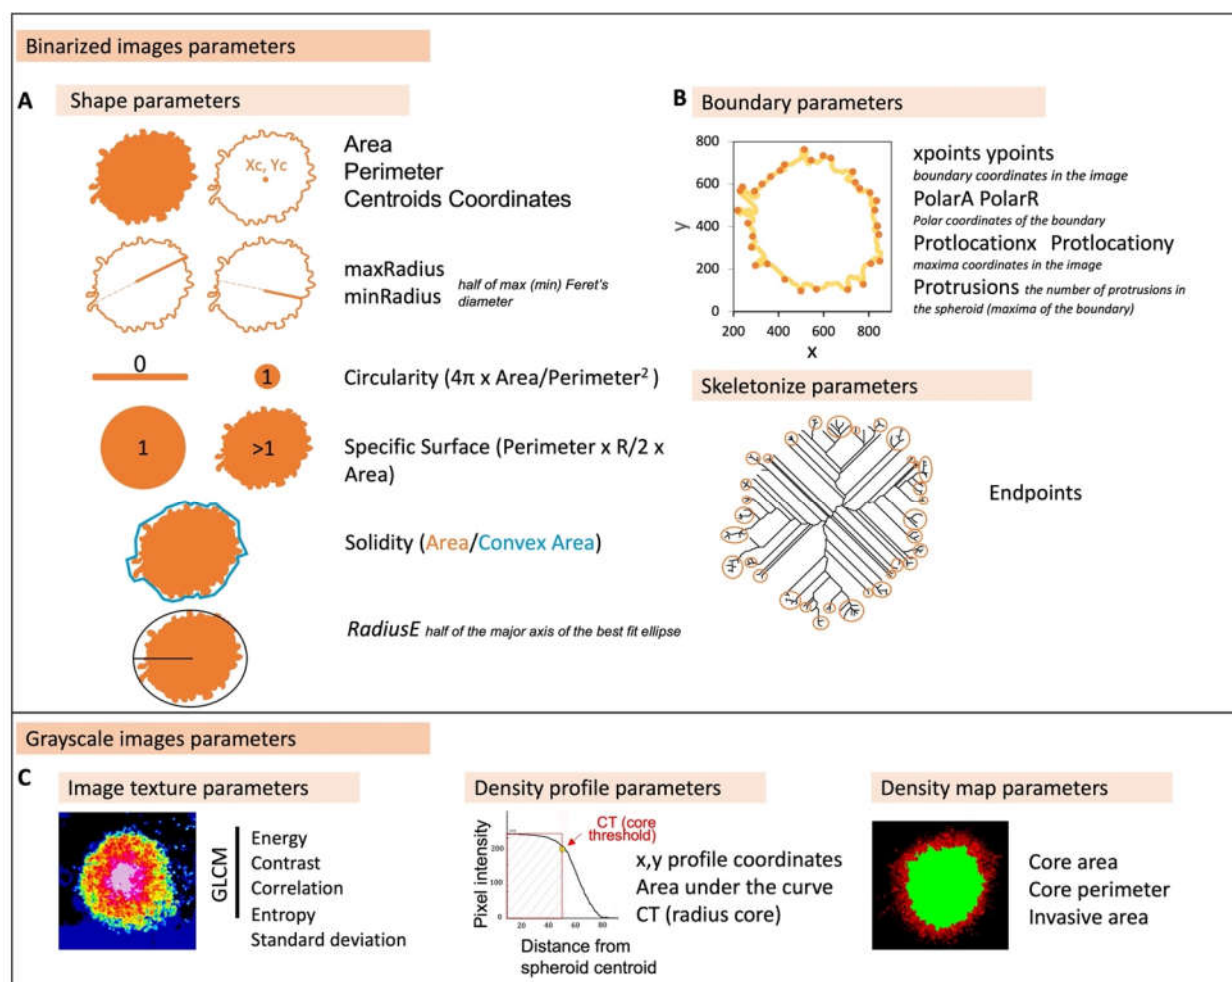 Binarized images parameters
A
Shape parameters
Xc, Yc
Area
Perimeter
Centroids Coordinates
maxRadius
minRadius
half of max (min) Feret's
diameter
0
1
Circularity (4π x Area/Perimeter² )
1
>1
Specific Surface (Perimeter x R/2 x
Area)
Solidity (Area/Convex Area)
RadiusE half of the major axis of the best fit ellipse
B
Boundary parameters
800
600
400
200
0
y
200 400 600 800
x
xpoints ypoints
boundary coordinates in the image
PolarA PolarR
Polar coordinates of the boundary
Protlocationx Protlocationy
maxima coordinates in the image
Protrusions the number of protrusions in
the spheroid (maxima of the boundary)
Skeletonize parameters
Endpoints
Grayscale images parameters
C
Image texture parameters
GLCM
Energy
Contrast
Correlation
Entropy
Standard deviation
Density profile parameters
CT (core
threshold)
Pixel intensity
200
100
0
20 40 60 80
Distance from
spheroid centroid
x,y profile coordinates
Area under the curve
CT (radius core)
Density map parameters
Core area
Core perimeter
Invasive area